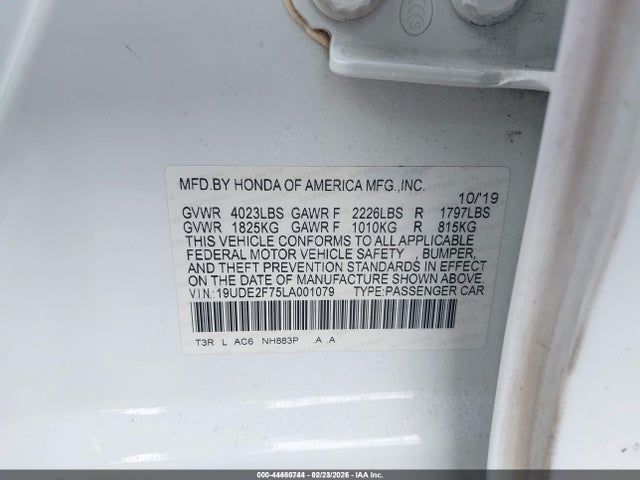 CCS
K
MFD.BY HONDA OF AMERICA MFG.,INC.
10/'19
GVWR 4023LBS GAWR F 2226LBS R 1797LBS
GVWR 1825KG GAWR F 1010KG R 815KG
THIS VEHICLE CONFORMS TO ALL APPLICABLE
FEDERAL MOTOR VEHICLE SAFETY , BUMPER,
AND THEFT PREVENTION STANDARDS IN EFFECT
ON THE DATE OF MANUFACTURE SHOWN ABOVE.
V.I.N.:19UDE2F75LA001079 TYPE:PASSENGER CAR
T3R L AC6 NH883P A .A
000-44460744 - 02/23/2026 - IAA Inc.